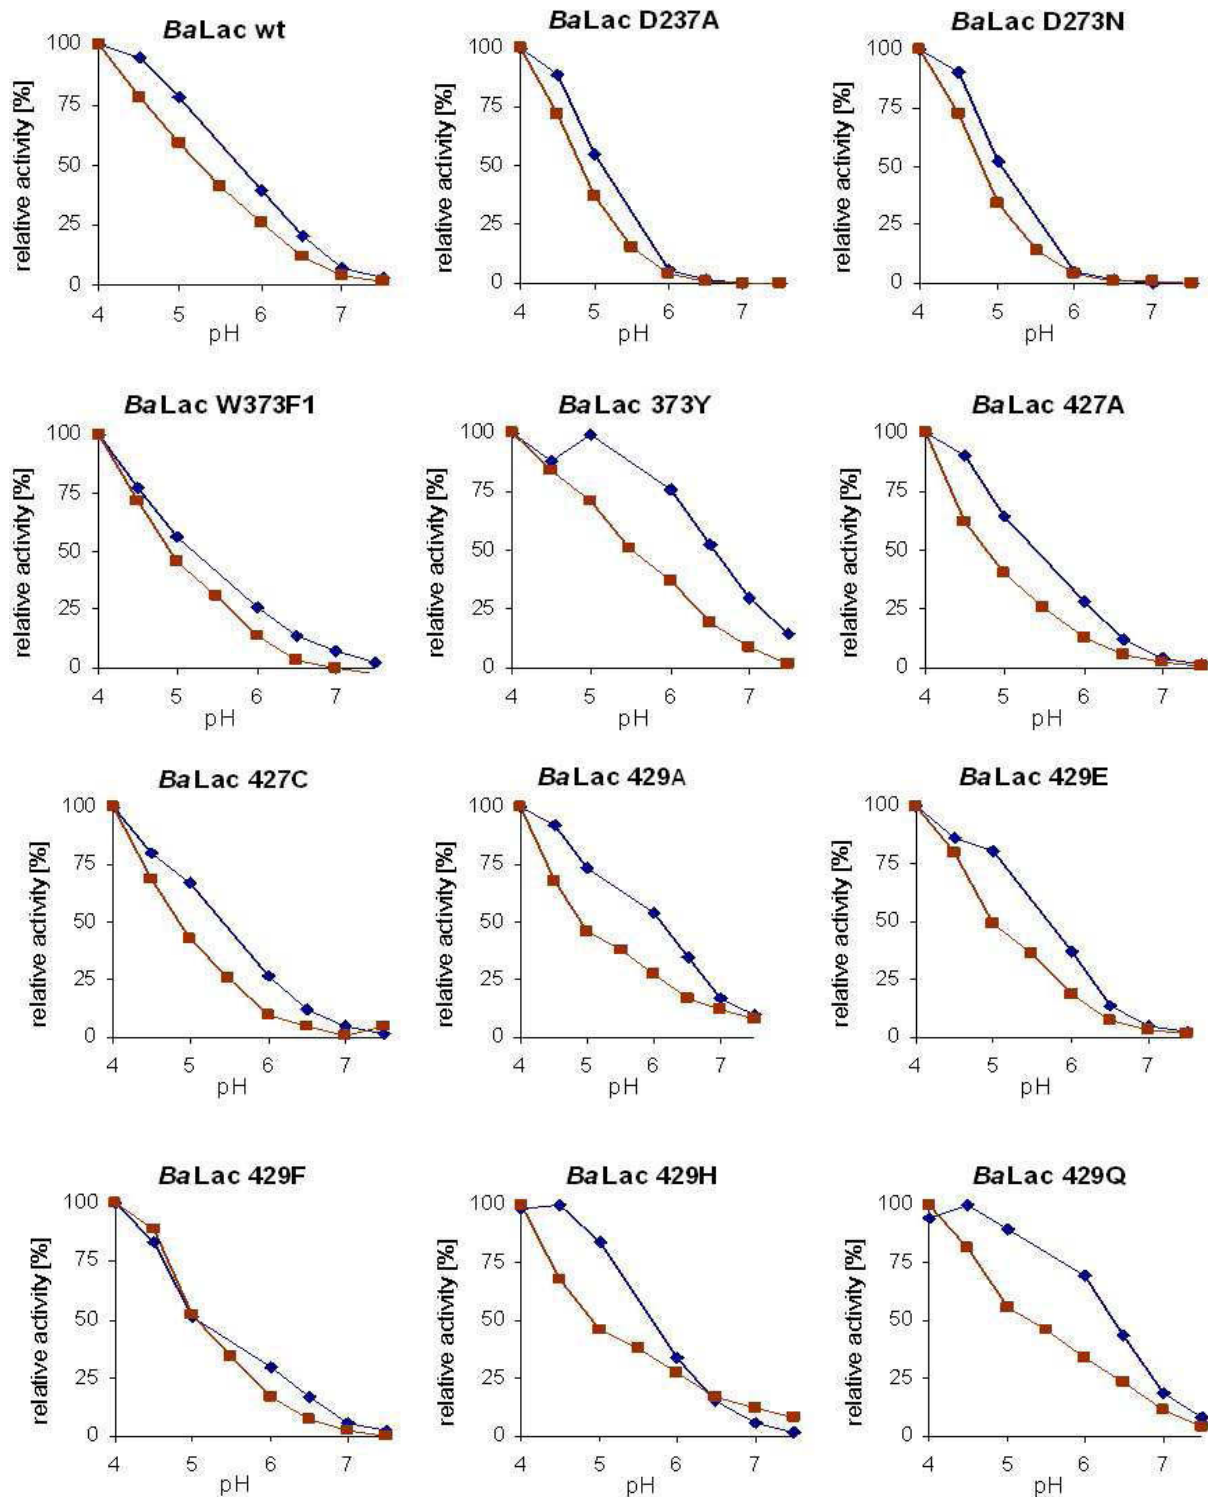 BaLac wt
BaLac D237A
BaLac D273N
100
75
50
25
0
relative activity [%]
4 5 6 7
pH
100
75
50
25
0
relative activity [%]
4 5 6 7
pH
100
75
50
25
0
relative activity [%]
4 5 6 7
pH
BaLac W373F1
BaLac 373Y
BaLac 427A
100
75
50
25
0
relative activity [%]
4 5 6 7
pH
100
75
50
25
0
relative activity [%]
4 5 6 7
pH
100
75
50
25
0
relative activity [%]
4 5 6 7
pH
BaLac 427C
BaLac 429A
BaLac 429E
100
75
50
25
0
relative activity [%]
4 5 6 7
pH
100
75
50
25
0
relative activity [%]
4 5 6 7
pH
100
75
50
25
0
relative activity [%]
4 5 6 7
pH
BaLac 429F
BaLac 429H
BaLac 429Q
100
75
50
25
0
relative activity [%]
4 5 6 7
pH
100
75
50
25
0
relative activity [%]
4 5 6 7
pH
100
75
50
25
0
relative activity [%]
4 5 6 7
pH